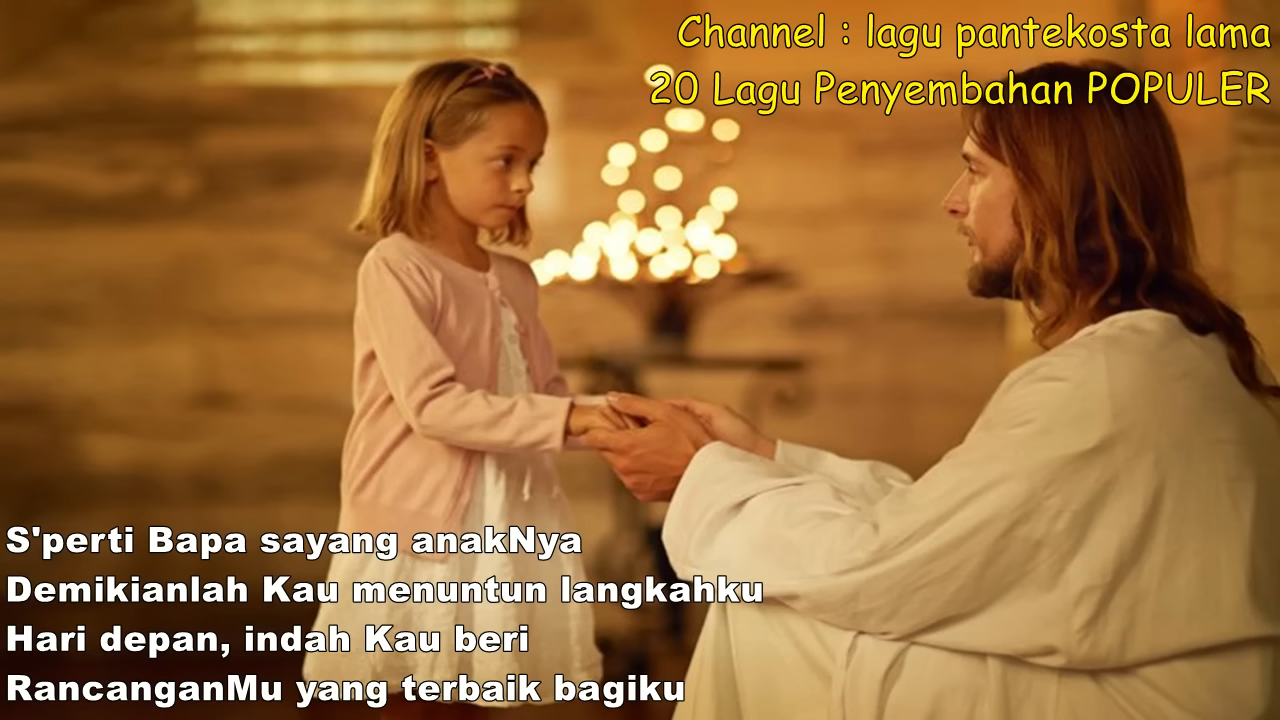 Channel : lagu pantekosta lama
20 Lagu Penyembahan POPULER
S'perti Bapa sayang anakNya
Demikianlah Kau menuntun langkahku
Hari depan, indah Kau beri
RancanganMu yang terbaik bagiku